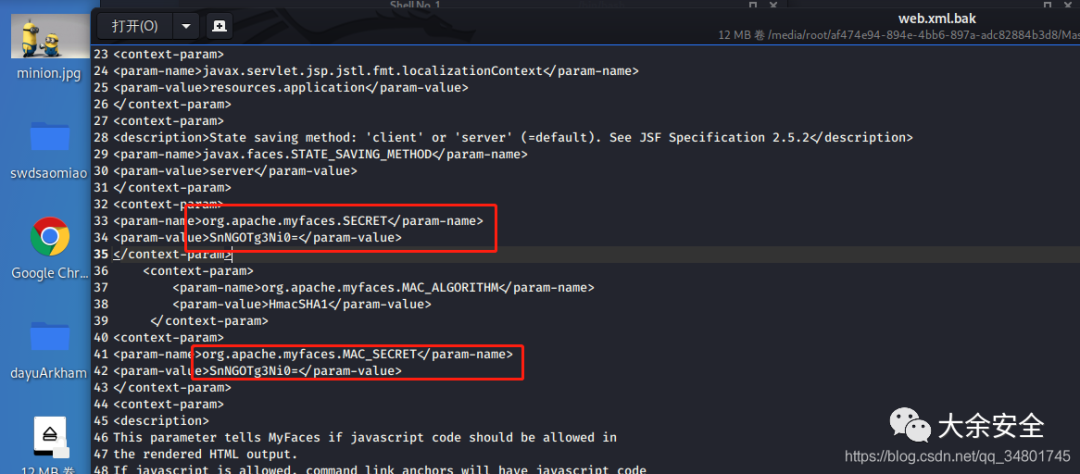 Shell No. 1
打开(O)
web.xml.bak
12 MB 卷 /media/root/af474e94-894e-4bb6-897a-adc82884b3d8/Mas
minion.jpg
swdsaomiao
Google Chr...
dayuArkham
12 MB 卷
23 <context-param>
24 <param-name>javax.servlet.jsp.jstl.fmt.localizationContext</param-name>
25 <param-value>resources.application</param-value>
26 </context-param>
27 <context-param>
28 <description>State saving method: 'client' or 'server' (=default). See JSF Specification 2.5.2</description>
29 <param-name>javax.faces.STATE_SAVING_METHOD</param-name>
30 <param-value>server</param-value>
31 </context-param>
32 <context-param>
33 <param-name>org.apache.myfaces.SECRET</param-name>
34 <param-value>SnNGOTg3Ni0=</param-value>
35 </context-param>
36 <context-param>
37 <param-name>org.apache.myfaces.MAC_ALGORITHM</param-name>
38 <param-value>HmacSHA1</param-value>
39 </context-param>
40 <context-param>
41 <param-name>org.apache.myfaces.MAC_SECRET</param-name>
42 <param-value>SnNGOTg3Ni0=</param-value>
43 </context-param>
44 <context-param>
45 <description>
46 This parameter tells MyFaces if javascript code should be allowed in
47 the rendered HTML output.
48 If javascript is allowed, command link anchors will have javascript code
大余安全
https://blog.csdn.net/qq_34801745